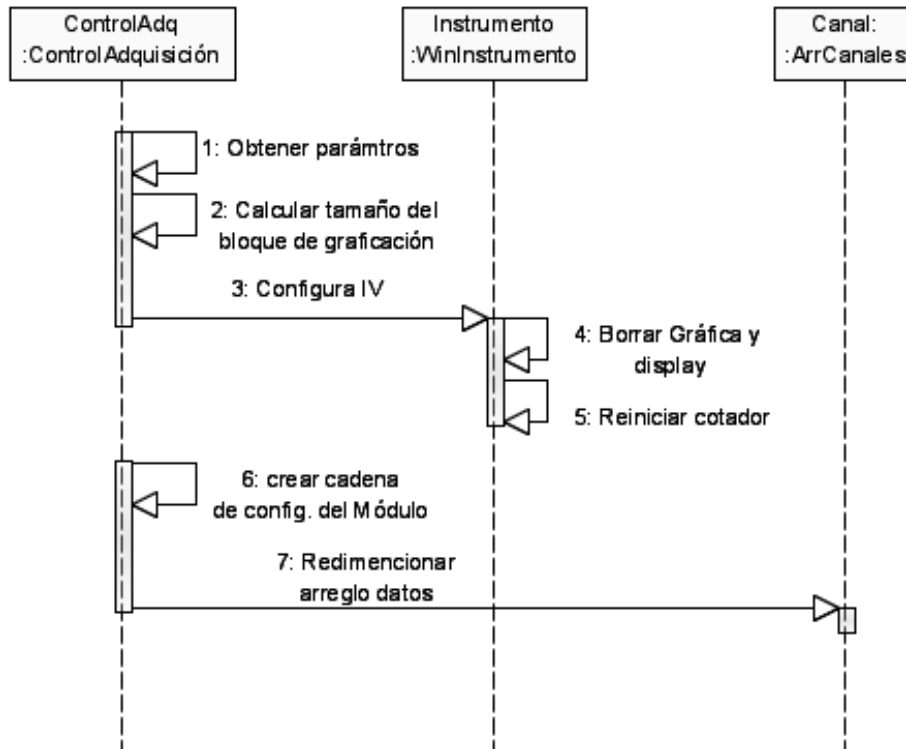 ControlAdq
:ControlAdquisición
Instrumento
:WinInstrumento
Canal:
:ArrCanales
1: Obtener parámtros
2: Calcular tamaño del
bloque de graficación
3: Configura IV
4: Borrar Gráfica y
display
5: Reiniciar cotador
6: crear cadena
de config. del Módulo
7: Redimencionar
arreglo datos